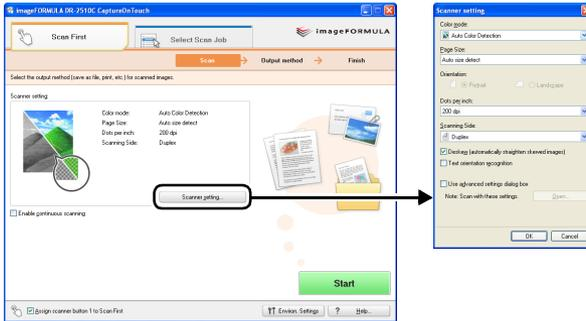 imageFORMULA DR-2510C CaptureOnTouch
Scan First
Select Scan Job
imageFORMULA
Scan
Output method
Finish
Select the output method (save as file, print, etc.) for scanned images.
Scanner setting
Color mode: Auto Color Detection
Page Size: Auto size detect
Dots per inch: 200 dpi
Scanning Side: Duplex
Scanner setting...
Enable continuous scanning
Start
Assign scanner button 1 to Scan First
Environ. Settings
? Help...
Scanner setting
Color mode:
Auto Color Detection
Page Size:
Auto size detect
Orientation:
Portrait
Landscape
Dots per inch:
200 dpi
Scanning Side:
Duplex
Deskew (automatically straighten skewed images)
Text orientation recognition
Use advanced settings dialog box
Note: Scan with these settings.
Open...
OK
Cancel